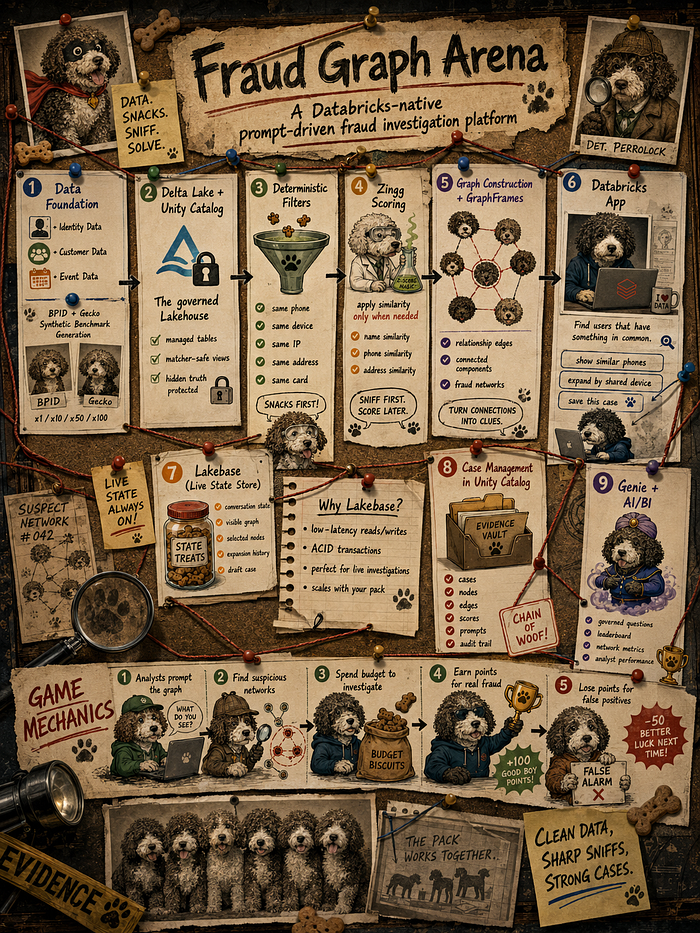 Fraud Graph Arena
A Databricks-native
prompt-driven fraud investigation platform
DATA.
SNACKS.
SNIFF.
SOLVE.
DET. PERROLOCK
1 Data
Foundation
+ Identity Data
+ Customer Data
+ Event Data
BPID + Gecko
Synthetic Benchmark
Generation
BPID
Gecko
x1 / x10 / x50 / x100
2 Delta Lake +
Unity Catalog
The governed
Lakehouse
managed tables
matcher-safe views
hidden truth
protected
3 Deterministic
Filters
same phone
same device
same IP
same address
same card
SNACKS FIRST!
4 Zingg
Scoring
Z-SCORE
MAGIC
apply similarity
only when needed
name similarity
phone similarity
address similarity
SNIFF FIRST.
SCORE LATER.
5 Graph Construction
+ GraphFrames
relationship edges
connected
components
fraud networks
TURN CONNECTIONS
INTO CLUES.
6 Databricks
App
I ♥
DATA
Find users that have
something in common.
show similar phones
expand by shared device
save this case
SUSPECT
NETWORK
# 042
LIVE
STATE
ALWAYS
ON!
7 Lakebase
(Live State Store)
STATE
TREATS
conversation state
visible graph
selected nodes
expansion history
draft case
Why Lakebase?
• low-latency reads/writes
• ACID transactions
• perfect for live investigations
• scales with your pack
8 Case Management
in Unity Catalog
EVIDENCE
VAULT
cases
nodes
edges
scores
prompts
audit trail
CHAIN
OF
WOOF!
9 Genie +
AI/BI
governed questions
leaderboard
network metrics
analyst performance
GAME
MECHANICS
1 Analysts prompt
the graph
WHAT
DO YOU
SEE?
2 Find suspicious
networks
3 Spend budget to
investigate
BUDGET
BISCUITS
4 Earn points
for real fraud
+100
GOOD BOY
POINTS!
5 Lose points for
false positives
FALSE
ALARM
X
-50
BETTER
LUCK NEXT
TIME!
EVIDENCE
THE PACK
WORKS TOGETHER..
CLEAN DATA,
SHARP SNIFFS,
STRONG CASES.